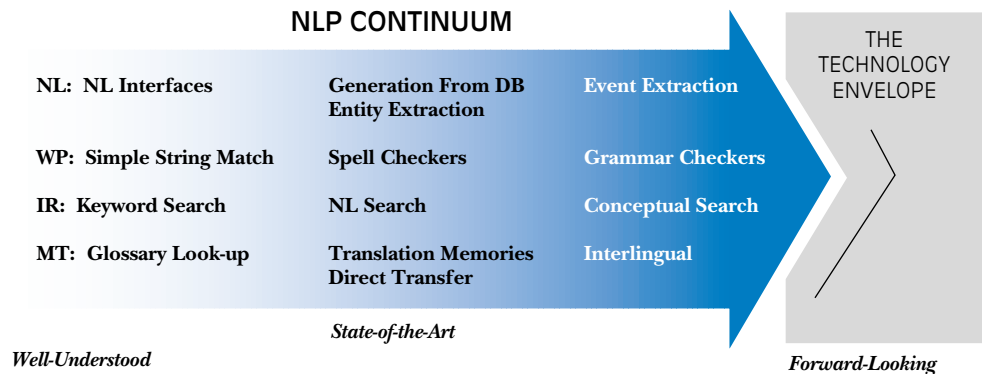 NLP CONTINUUM
THE
TECHNOLOGY
ENVELOPE
NL: NL Interfaces
Generation From DB
Entity Extraction
Event Extraction
WP: Simple String Match
Spell Checkers
Grammar Checkers
IR: Keyword Search
NL Search
Conceptual Search
MT: Glossary Look-up
Translation Memories
Direct Transfer
Interlingual
State-of-the-Art
Well-Understood
Forward-Looking